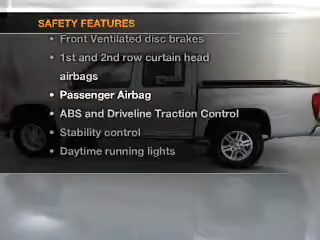 SAFETY FEATURES
• Front Ventilated disc brakes
• 1st and 2nd row curtain head
airbags
• Passenger Airbag
• ABS and Driveline Traction Control
• Stability control
• Daytime running lights